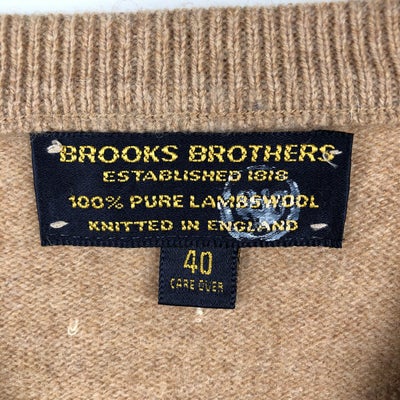 BROOKS BROTHERS
ESTABLISHED 1818
100% PURE LAMBSWOOL
KNITTED IN ENGLAND
40
CARE OVER